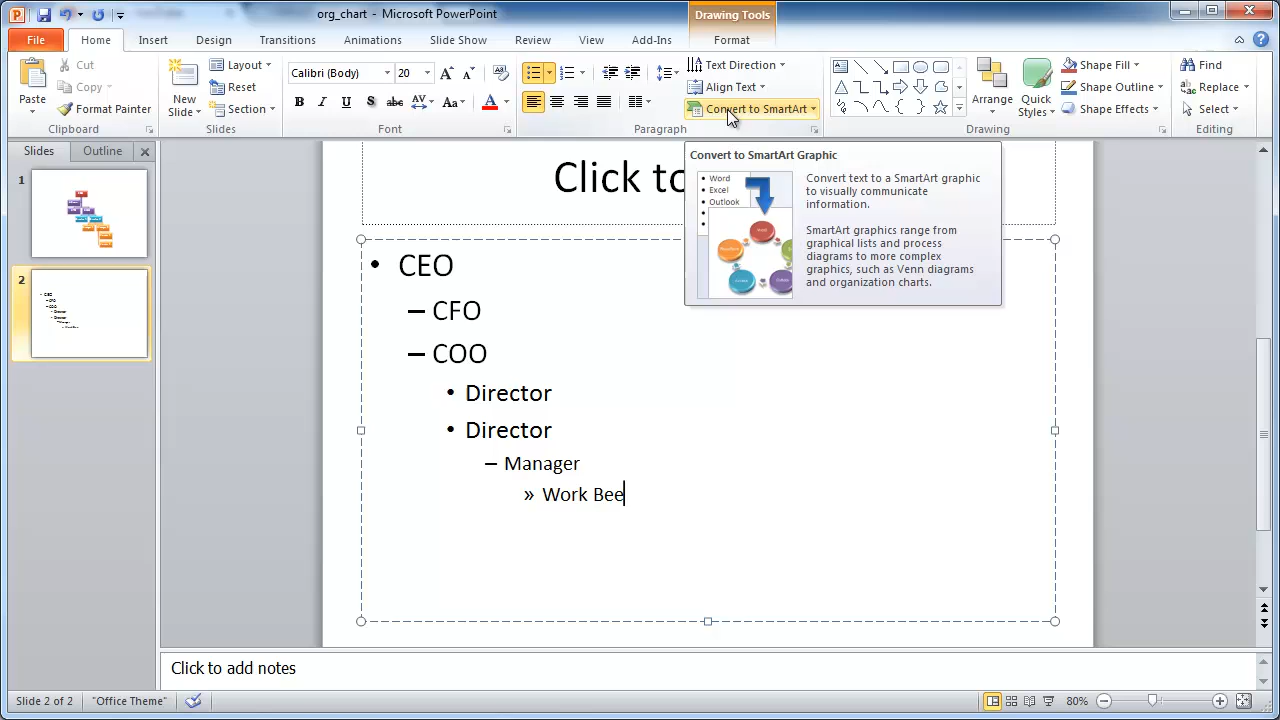 org_chart - Microsoft PowerPoint
Drawing Tools
File Home Insert Design Transitions Animations Slide Show Review View Add-Ins Format
Paste
Cut
Copy
Format Painter
Clipboard
New Slide
Layout
Reset
Section
Slides
Calibri (Body) 20
B I U S abc AV Aa A
Font
Text Direction
Align Text
Convert to SmartArt
Paragraph
Arrange
Quick Styles
Shape Fill
Shape Outline
Shape Effects
Drawing
Find
Replace
Select
Editing
Slides Outline
1
2
Click to
Convert to SmartArt Graphic
Word
Excel
Outlook
Convert text to a SmartArt graphic
to visually communicate
information.
SmartArt graphics range from
graphical lists and process
diagrams to more complex
graphics, such as Venn diagrams
and organization charts.
• CEO
– CFO
– COO
• Director
• Director
– Manager
» Work Bee
Click to add notes
Slide 2 of 2 "Office Theme" 80%